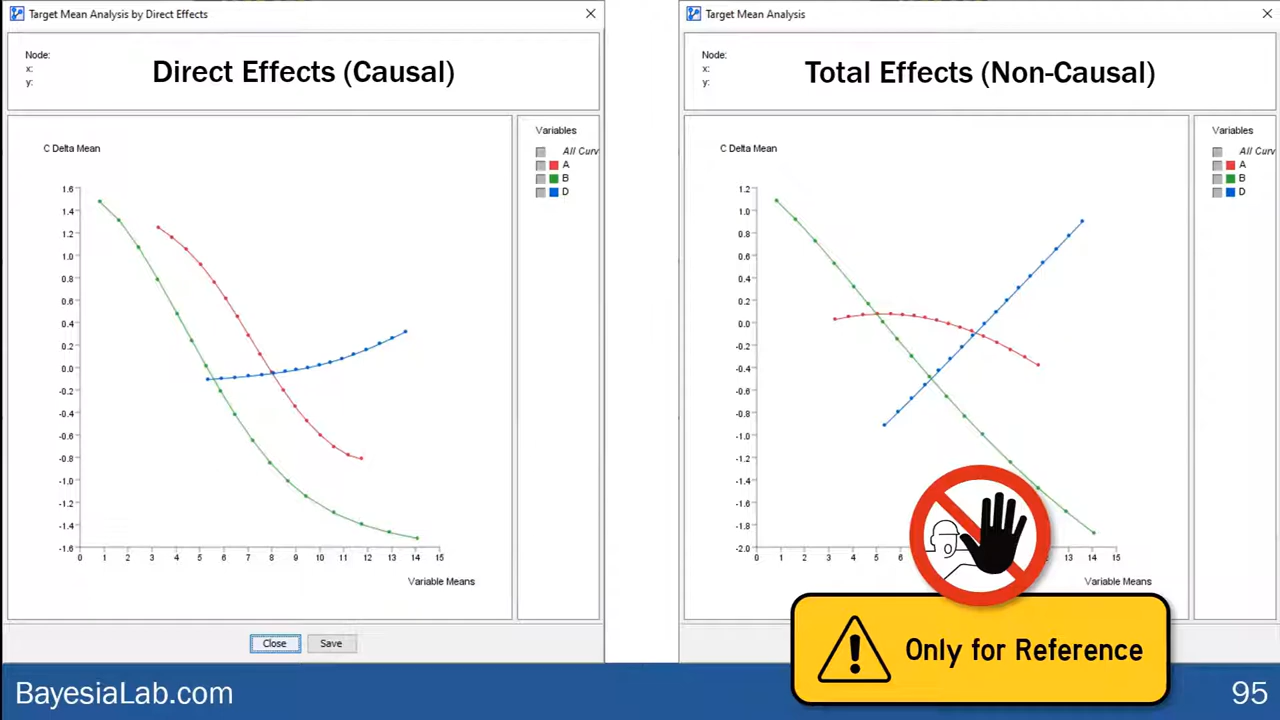 Target Mean Analysis by Direct Effects
Node:
x:
y:
Direct Effects (Causal)
C Delta Mean
1.6
1.4
1.2
1.0
0.8
0.6
0.4
0.2
0.0
-0.2
-0.4
-0.6
-0.8
-1.0
-1.2
-1.4
-1.6
0 1 2 3 4 5 6 7 8 9 10 11 12 13 14 15
Variable Means
Variables
All Curv
A
B
D
Close Save
Target Mean Analysis
Node:
x:
y:
Total Effects (Non-Causal)
C Delta Mean
1.2
1.0
0.8
0.6
0.4
0.2
0.0
-0.2
-0.4
-0.6
-0.8
-1.0
-1.2
-1.4
-1.6
-1.8
-2.0
0 1 2 3 4 5 6 13 14 15
Variable Means
Variables
All Curv
A
B
D
Only for Reference
BayesiaLab.com
95